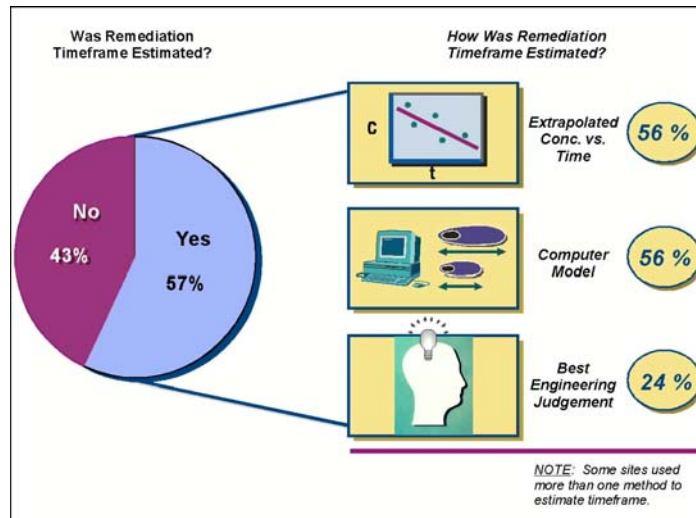 Was Remediation
Timeframe Estimated?
No
43%
Yes
57%
How Was Remediation
Timeframe Estimated?
C
t
Extrapolated
Conc. vs.
Time
56 %
Computer
Model
56 %
Best
Engineering
Judgement
24 %
NOTE: Some sites used
more than one method to
estimate timeframe.